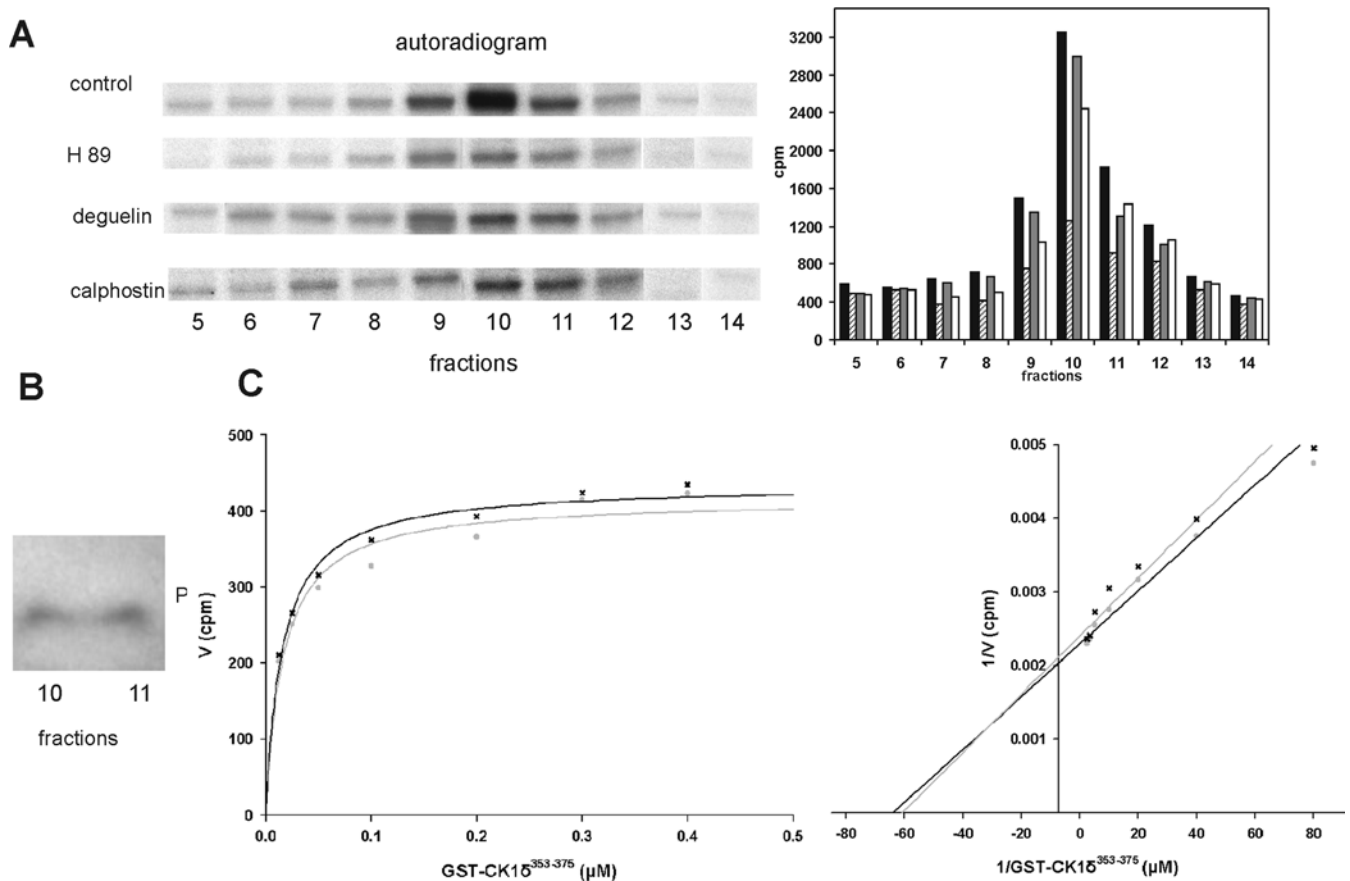 A
autoradiogram
control
H 89
deguelin
calphostin
5 6 7 8 9 10 11 12 13 14
fractions
3200
2800
2400
2000
1600
1200
800
400
0
cpm
5 6 7 8 9 10 11 12 13 14
fractions
B
P
10 11
fractions
C
500
400
300
200
100
0
V (cpm)
0.0 0.1 0.2 0.3 0.4 0.5
GST-CK1δ353-375 (µM)
0.005
0.004
0.003
0.002
0.001
1/V (cpm)
-80 -60 -40 -20 0 20 40 60 80
1/GST-CK1δ353-375 (µM)